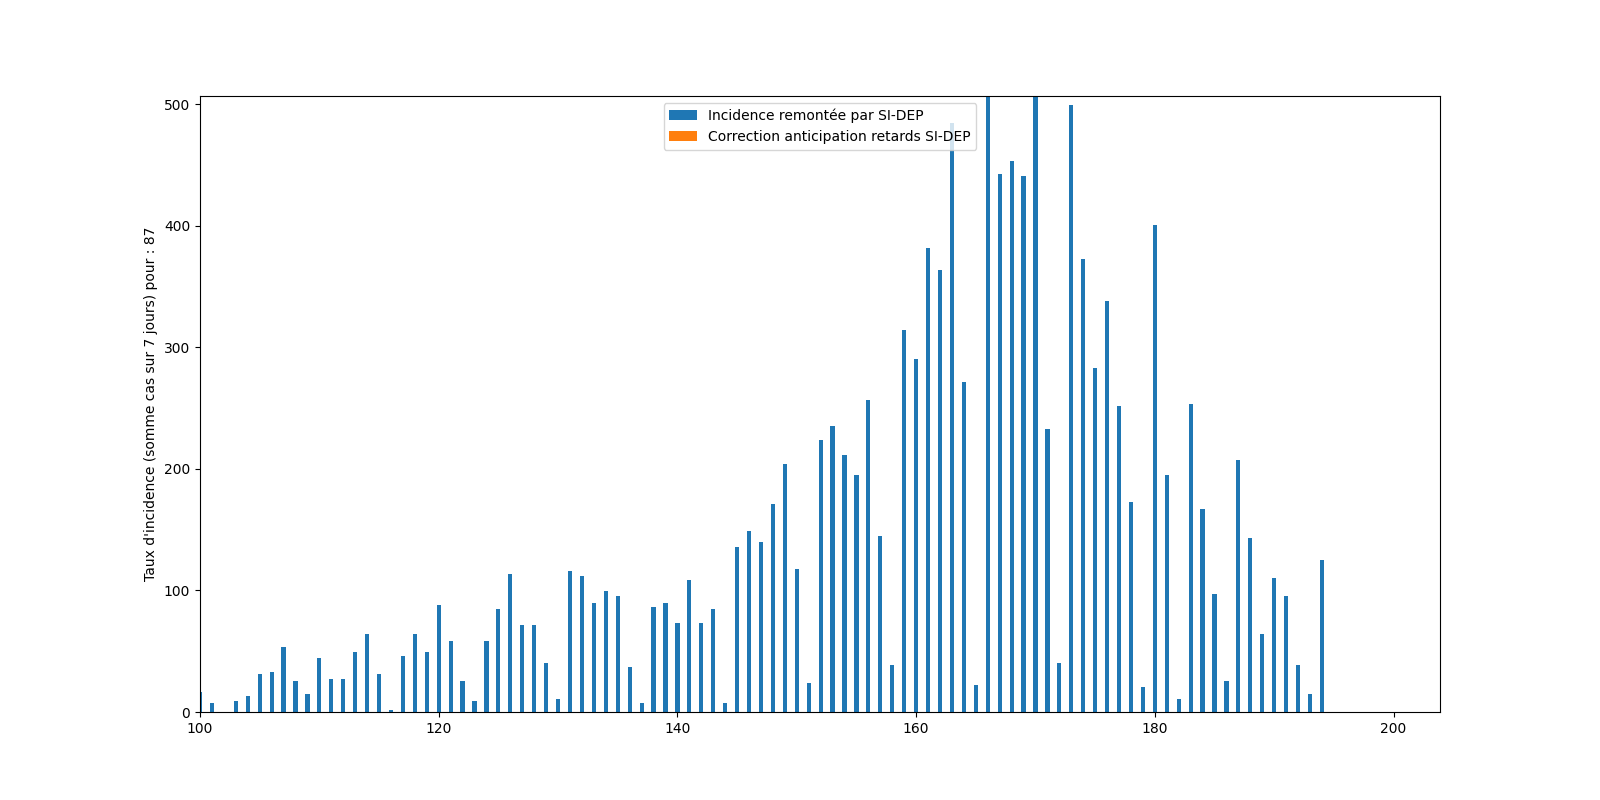 Incidence remontée par SI-DEP
Correction anticipation retards SI-DEP
Taux d'incidence (somme cas sur 7 jours) pour : 87
500
400
300
200
100
0
100 120 140 160 180 200